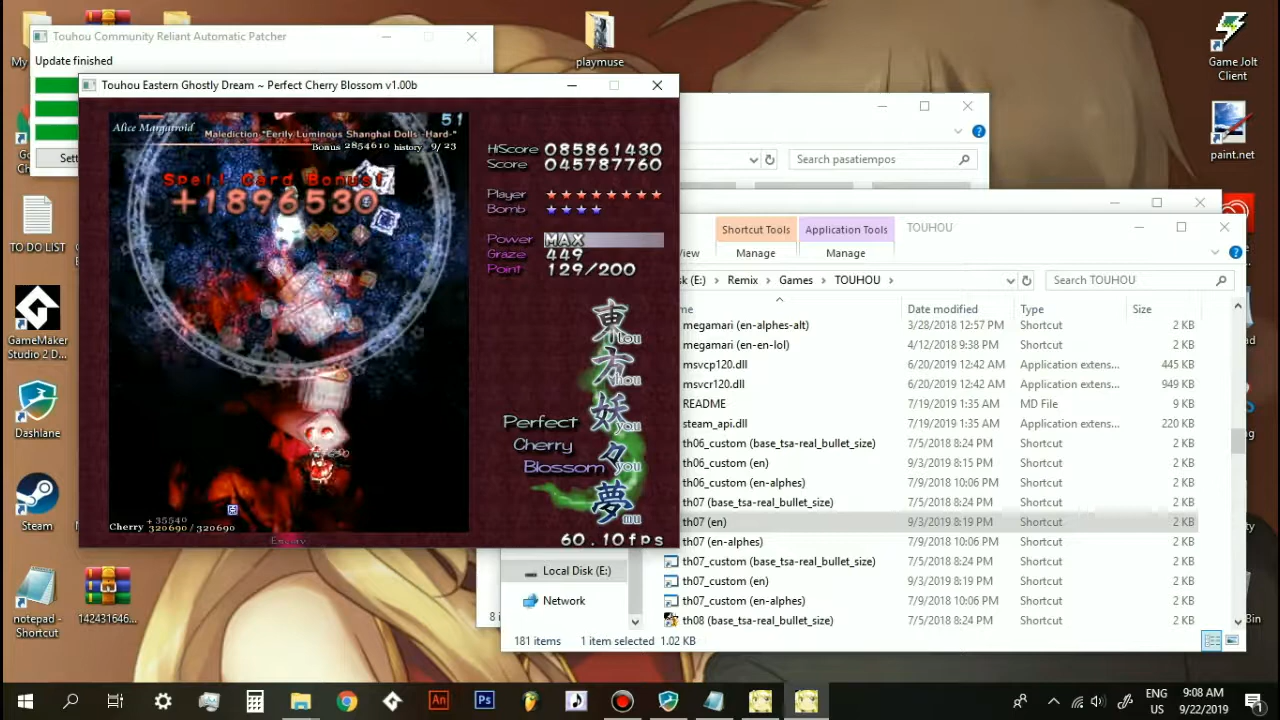 My
playmuse
Game Jolt
Client
paint.net
TO DO LIST
GameMaker
Studio 2 D...
Dashlane
Steam
notepad -
Shortcut
142431646...
Touhou Community Reliant Automatic Patcher
Update finished
Sett
Touhou Eastern Ghostly Dream ~ Perfect Cherry Blossom v1.00b
Alice Margatroid
51
Malediction "Eerily Luminous Shanghai Dolls -Hard-"
Bonus 2854610 history 9/23
Spell Card Bonus!
+1896530
HiScore 085861430
Score 045787760
Player ★★★★★★★★
Bomb ★★★★
Power MAX
Graze 449
Point 129/200
東 tou
方 hou
妖 you
々 you
夢 mu
Perfect
Cherry
Blossom
+ 35540
Cherry 320690/320690
Enemy
60.10fps
Search pasatiempos
Shortcut Tools
Application Tools
TOUHOU
View
Manage
Manage
sk (E:) › Remix › Games › TOUHOU ›
Search TOUHOU
me Date modified Type Size
megamari (en-alphes-alt) 3/28/2018 12:57 PM Shortcut 2 KB
megamari (en-en-lol) 4/12/2018 9:38 PM Shortcut 2 KB
msvcp120.dll 6/20/2019 12:42 AM Application extens... 445 KB
msvcr120.dll 6/20/2019 12:42 AM Application extens... 949 KB
README 7/19/2019 1:35 AM MD File 9 KB
steam_api.dll 7/19/2019 1:35 AM Application extens... 220 KB
th06_custom (base_tsa-real_bullet_size) 7/5/2018 8:24 PM Shortcut 2 KB
th06_custom (en) 9/3/2019 8:15 PM Shortcut 2 KB
th06_custom (en-alphes) 7/9/2018 10:06 PM Shortcut 2 KB
th07 (base_tsa-real_bullet_size) 7/5/2018 8:24 PM Shortcut 2 KB
th07 (en) 9/3/2019 8:19 PM Shortcut 2 KB
th07 (en-alphes) 7/9/2018 10:06 PM Shortcut 2 KB
th07_custom (base_tsa-real_bullet_size) 7/5/2018 8:24 PM Shortcut 2 KB
th07_custom (en) 9/3/2019 8:19 PM Shortcut 2 KB
th07_custom (en-alphes) 7/9/2018 10:06 PM Shortcut 2 KB
th08 (base_tsa-real_bullet_size) 7/5/2018 8:24 PM Shortcut 2 KB
Local Disk (E:)
Network
8 i
181 items 1 item selected 1.02 KB
Bin
An
Ps
ENG
US
9:08 AM
9/22/2019
1